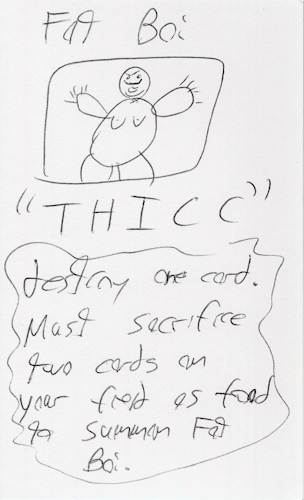 Fat Boi
"THICC"
destroy one card.
Must sacrifice
two cards on
your field as food
to summon Fat
Boi.